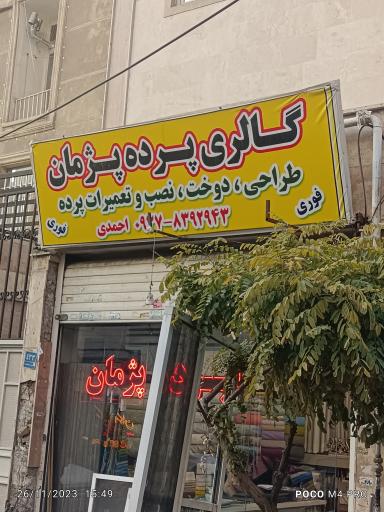 گالری پرده پژمان
طراحی، دوخت، نصب و تعمیرات پرده
فوری
۰۹۲۷-۸۳۹۲۹۴۳ احمدی
فوری
پژمان
26/11/2023 15:49
POCO M4 PRO